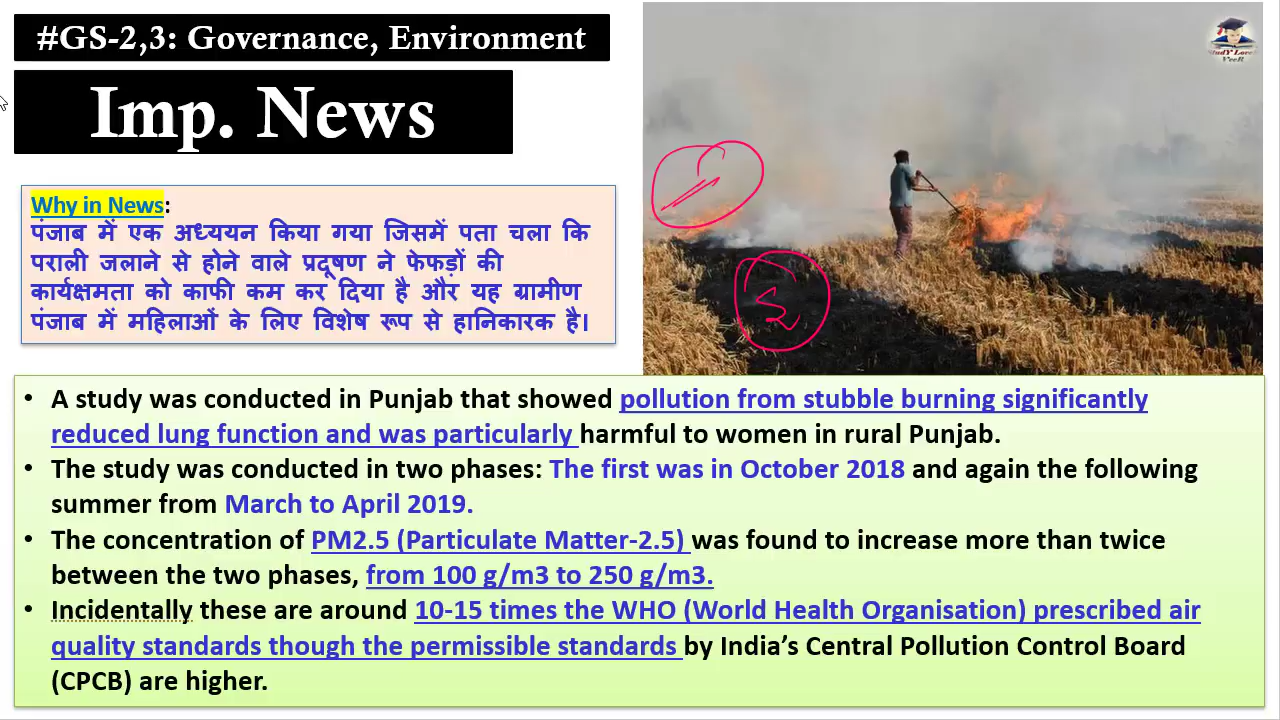 #GS-2,3: Governance, Environment
Imp. News
StudY Lover
VeeR
Why in News:
पंजाब में एक अध्ययन किया गया जिसमें पता चला कि
पराली जलाने से होने वाले प्रदूषण ने फेफड़ों की
कार्यक्षमता को काफी कम कर दिया है और यह ग्रामीण
पंजाब में महिलाओं के लिए विशेष रूप से हानिकारक है।
• A study was conducted in Punjab that showed pollution from stubble burning significantly
reduced lung function and was particularly harmful to women in rural Punjab.
• The study was conducted in two phases: The first was in October 2018 and again the following
summer from March to April 2019.
• The concentration of PM2.5 (Particulate Matter-2.5) was found to increase more than twice
between the two phases, from 100 g/m3 to 250 g/m3.
• Incidentally these are around 10-15 times the WHO (World Health Organisation) prescribed air
quality standards though the permissible standards by India’s Central Pollution Control Board
(CPCB) are higher.